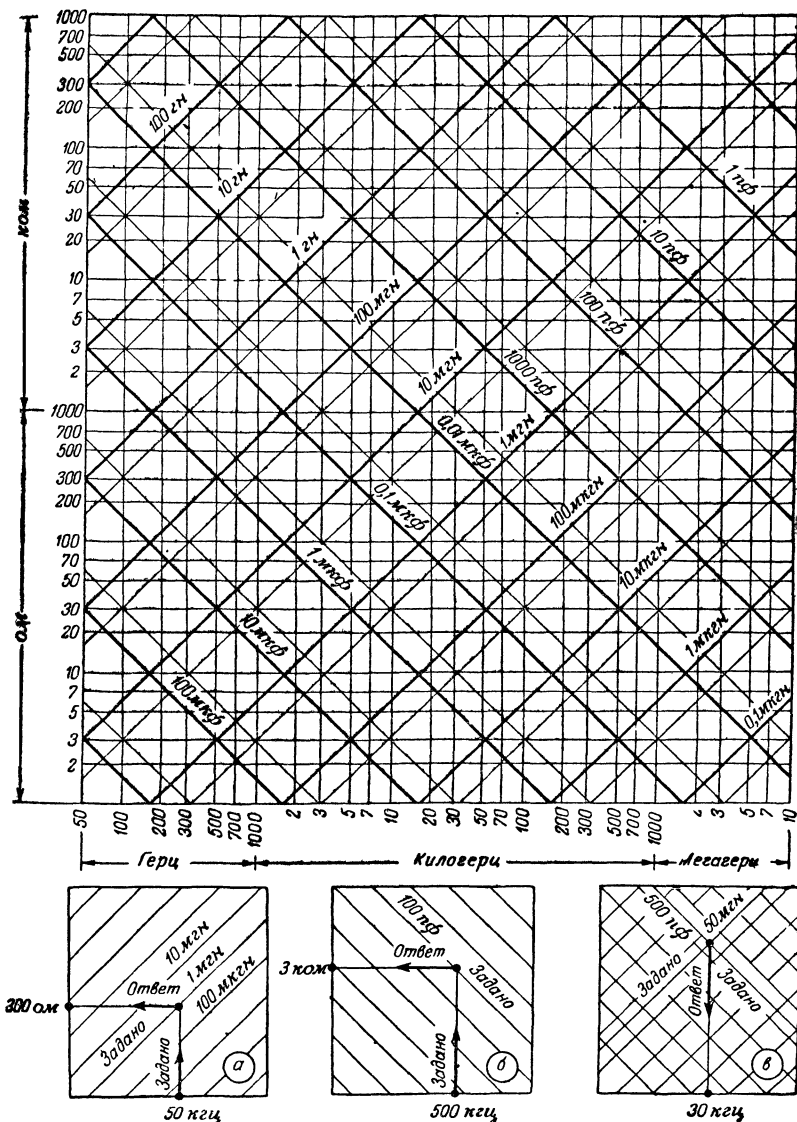 1000
700
500
300
200
100
70
50
30
20
10
7
5
3
2
1000
700
500
300
200
100
70
50
30
20
10
7
5
3
2
ком
ом
100 гн
10 гн
1 гн
100 мгн
10 мгн
1 мгн
100 мкгн
10 мкгн
1 мкгн
0,1 мкгн
1 пф
10 пф
100 пф
1000 пф
0,01 мкф
0,1 мкф
1 мкф
10 мкф
100 мкф
50 100 200 300 500 700 1000 2 3 5 7 10 20 30 50 70 100 200 300 500 700 1000 2 3 5 7 10
Герц Килогерц Мегагерц
10 мгн
1 мгн
100 мкгн
Ответ
300 ом
Задано
Задано
а
50 кгц
100 пф
Ответ
3 ком
Задано
Задано
б
500 кгц
500 пф
50 мгн
Задано
Ответ
Задано
в
30 кгц